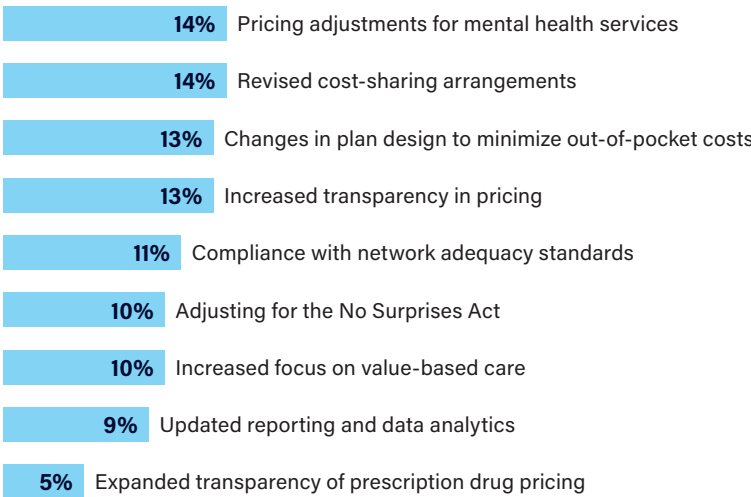 14% Pricing adjustments for mental health services
14% Revised cost-sharing arrangements
13% Changes in plan design to minimize out-of-pocket costs
13% Increased transparency in pricing
11% Compliance with network adequacy standards
10% Adjusting for the No Surprises Act
10% Increased focus on value-based care
9% Updated reporting and data analytics
5% Expanded transparency of prescription drug pricing